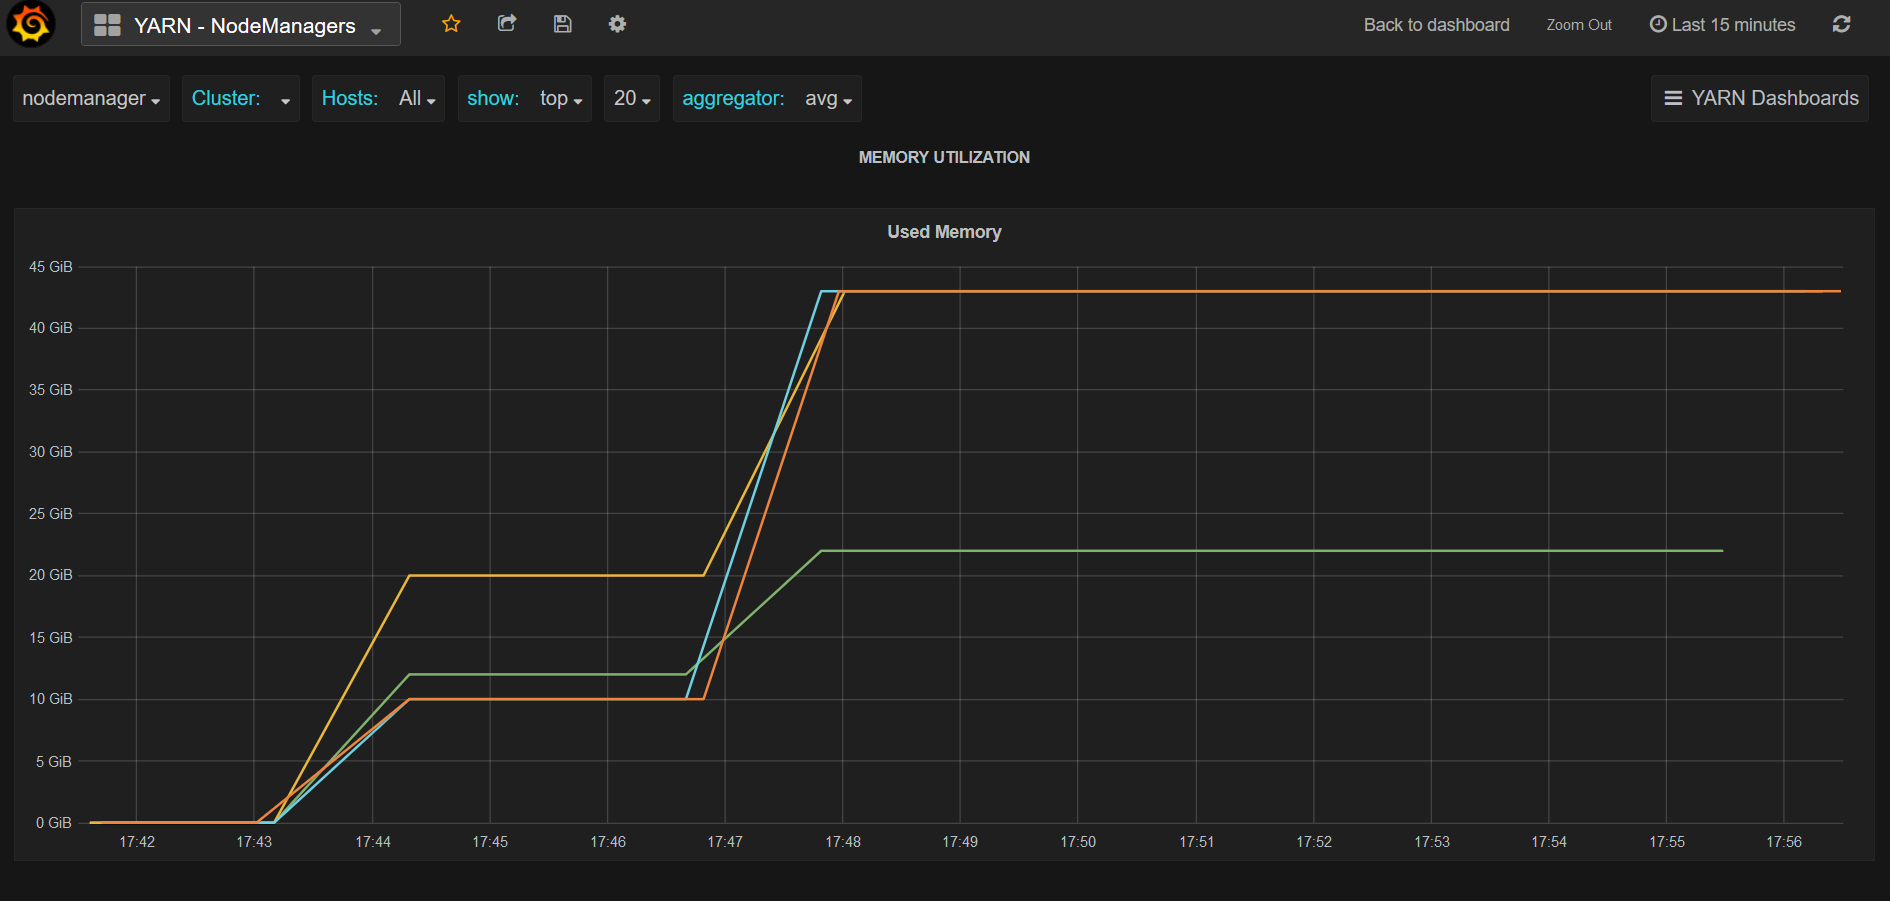 YARN - NodeManagers Back to dashboard Zoom Out Last 15 minutes
nodemanager Cluster: Hosts: All show: top 20 aggregator: avg YARN Dashboards
MEMORY UTILIZATION
Used Memory
45 GiB
40 GiB
35 GiB
30 GiB
25 GiB
20 GiB
15 GiB
10 GiB
5 GiB
0 GiB
17:42 17:43 17:44 17:45 17:46 17:47 17:48 17:49 17:50 17:51 17:52 17:53 17:54 17:55 17:56